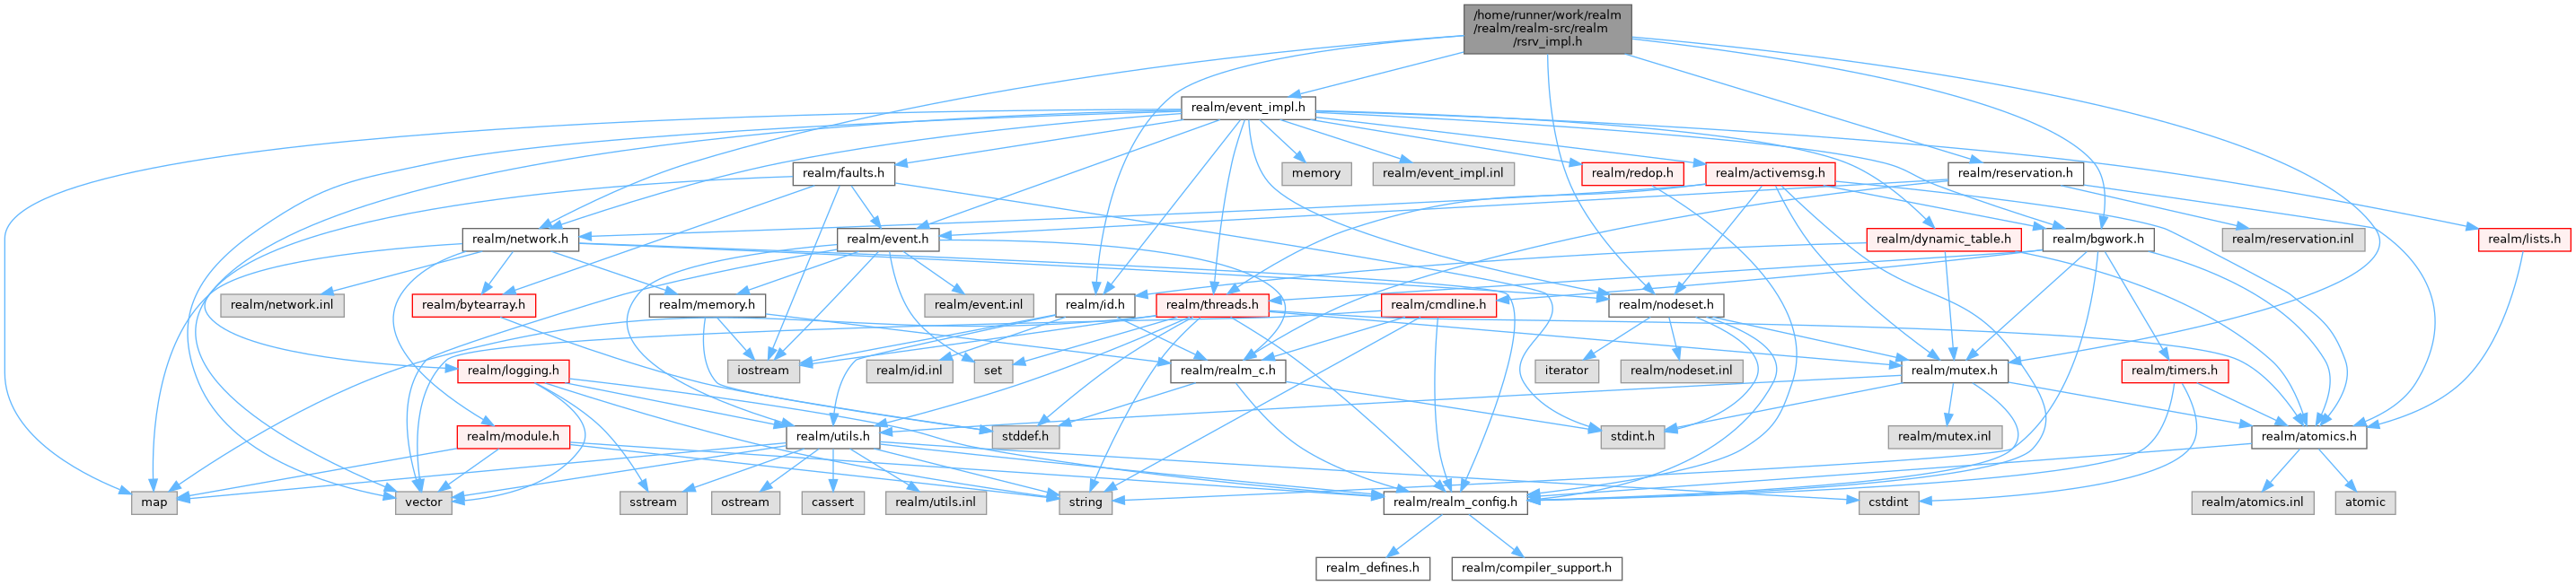 /home/runner/work/realm
/realm/realm-src/realm
/rsrv_impl.h
realm/event_impl.h
realm/faults.h
memory
realm/event_impl.inl
realm/redop.h
realm/activemsg.h
realm/reservation.h
realm/network.h
realm/event.h
realm/dynamic_table.h
realm/bgwork.h
realm/reservation.inl
realm/lists.h
realm/network.inl
realm/bytearray.h
realm/memory.h
realm/event.inl
realm/id.h
realm/threads.h
realm/cmdline.h
realm/nodeset.h
realm/logging.h
iostream
realm/id.inl
set
realm/realm_c.h
iterator
realm/nodeset.inl
realm/mutex.h
realm/timers.h
realm/module.h
realm/utils.h
stddef.h
stdint.h
realm/mutex.inl
realm/atomics.h
map
vector
sstream
ostream
cassert
realm/utils.inl
string
realm/realm_config.h
cstdint
realm/atomics.inl
atomic
realm_defines.h
realm/compiler_support.h